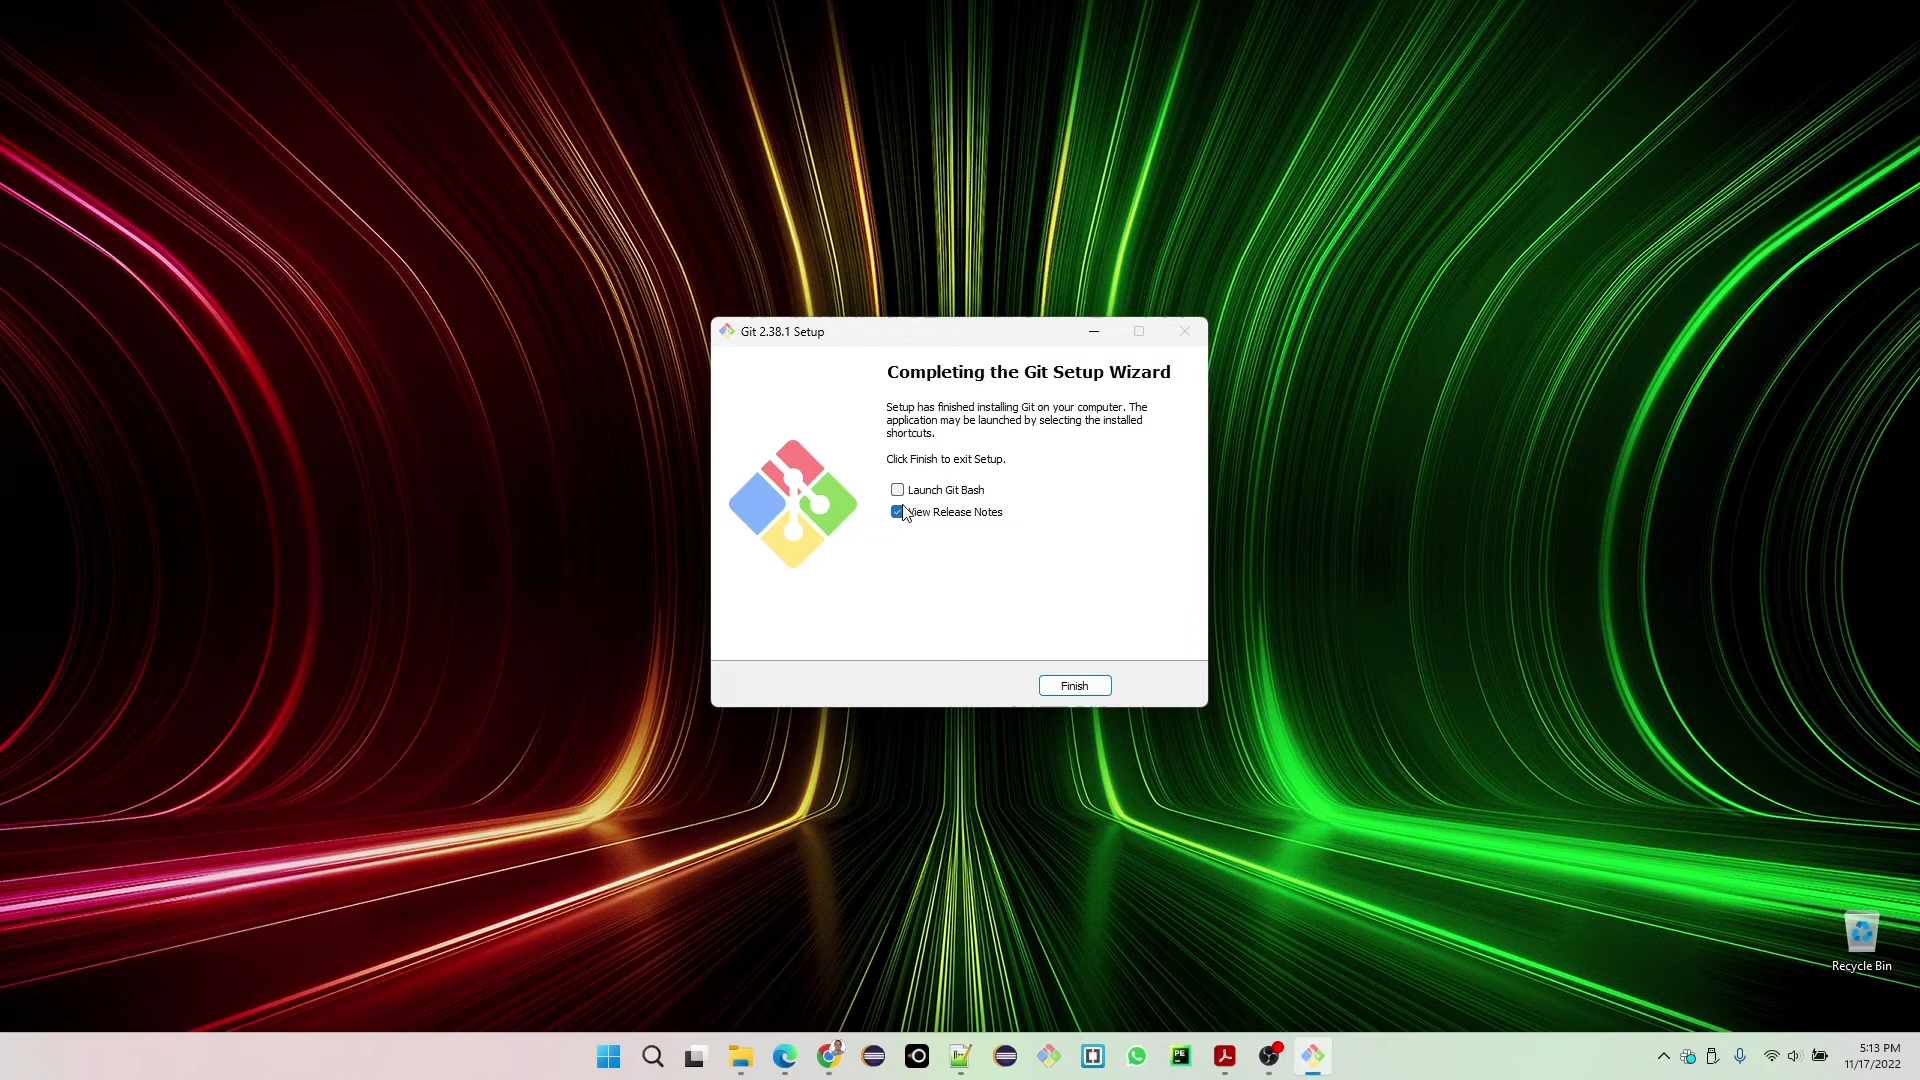 Git 2.38.1 Setup
Completing the Git Setup Wizard
Setup has finished installing Git on your computer. The
application may be launched by selecting the installed
shortcuts.
Click Finish to exit Setup.
Launch Git Bash
View Release Notes
Finish
Recycle Bin
PE
5:13 PM
11/17/2022